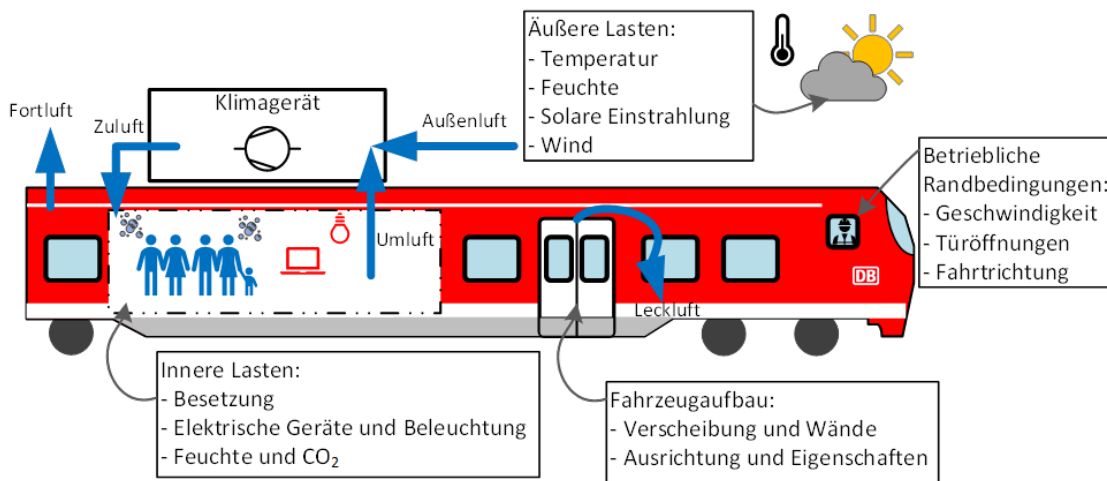 Äußere Lasten:
- Temperatur
- Feuchte
- Solare Einstrahlung
- Wind
Klimagerät
Fortluft
Zuluft
Außenluft
Umluft
Betriebliche
Randbedingungen:
- Geschwindigkeit
- Türöffnungen
- Fahrtrichtung
DB
Leckluft
Innere Lasten:
- Besetzung
- Elektrische Geräte und Beleuchtung
- Feuchte und CO₂
Fahrzeugaufbau:
- Verscheibung und Wände
- Ausrichtung und Eigenschaften